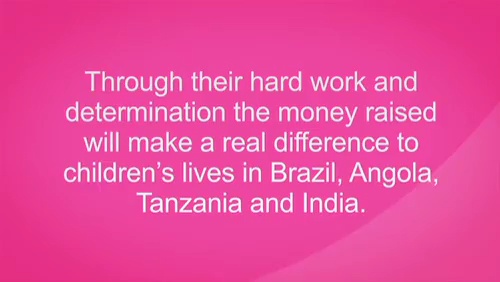 Through their hard work and
determination the money raised
will make a real difference to
children's lives in Brazil, Angola,
Tanzania and India.